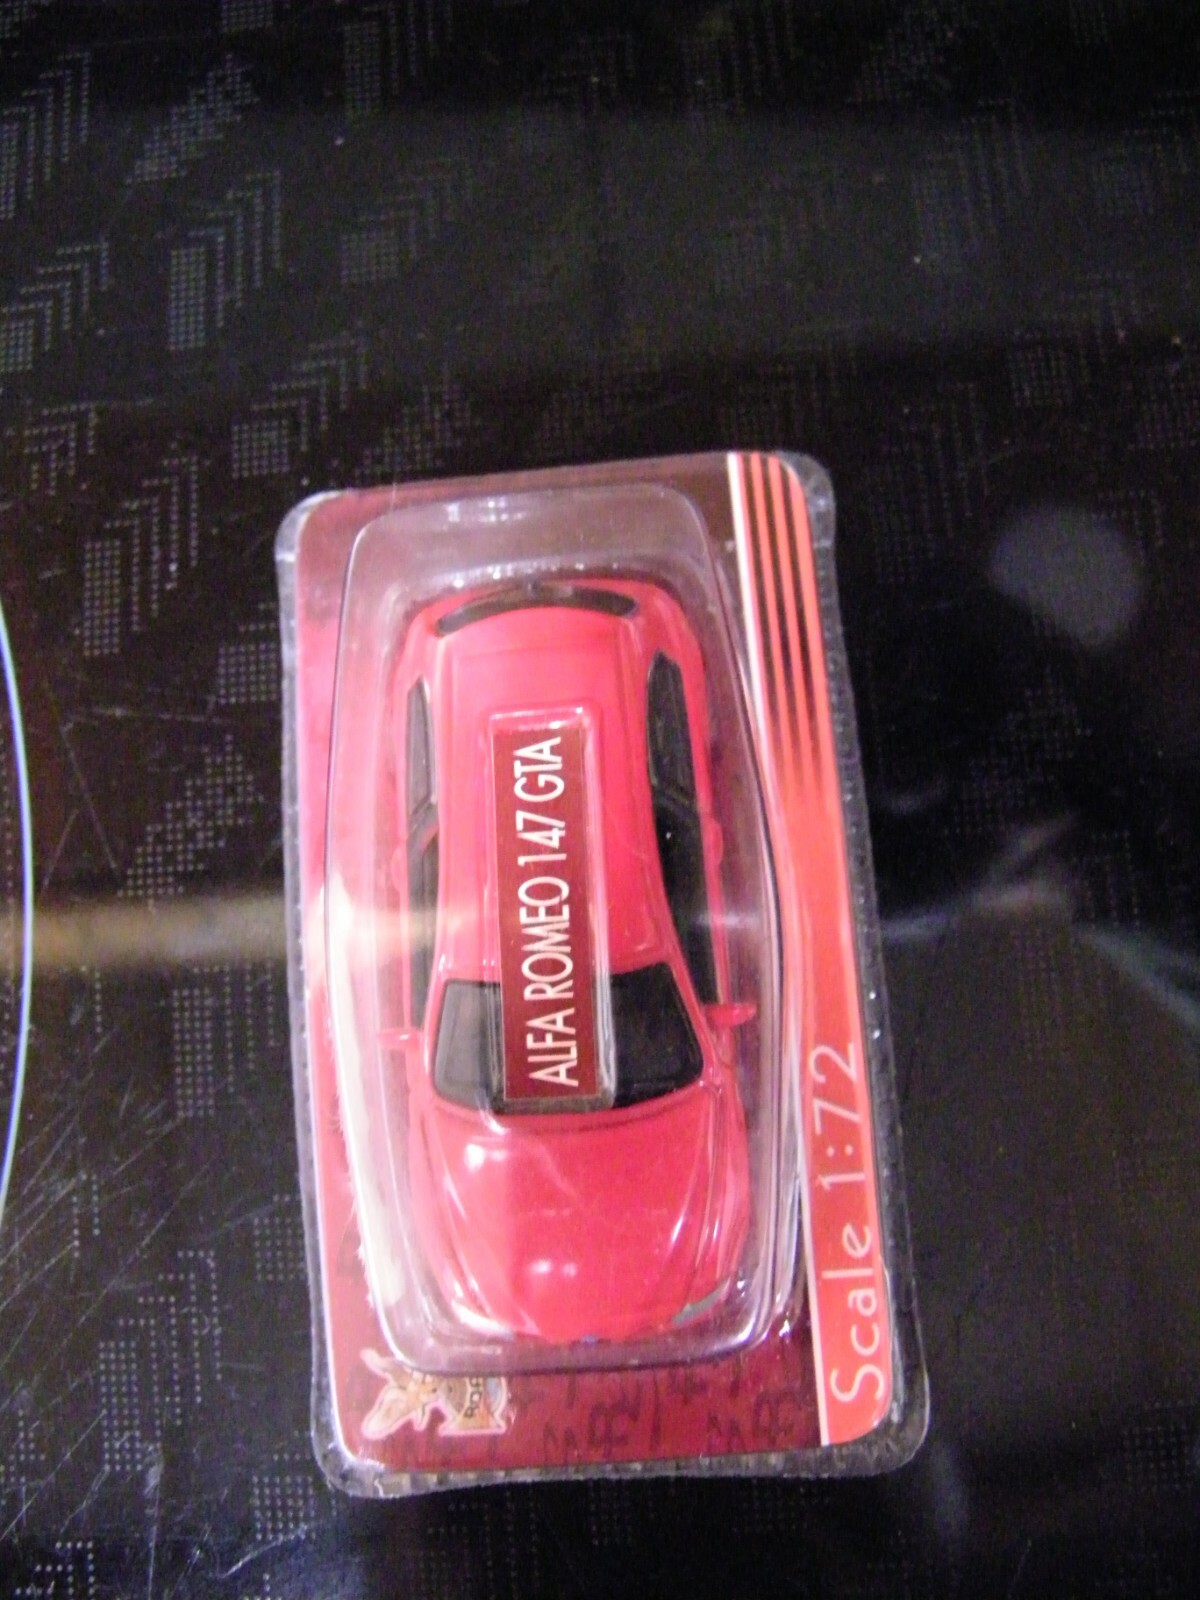 ALFA ROMEO 147 GTA
Scale 1:72